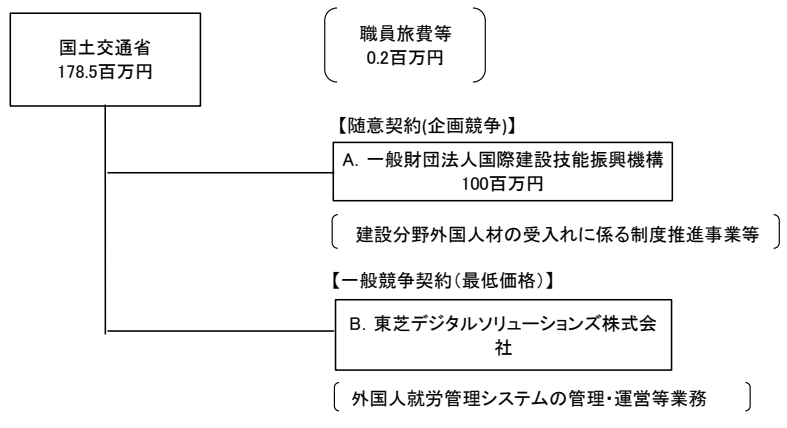 国土交通省
178.5百万円
職員旅費等
0.2百万円
【随意契約(企画競争)】
A. 一般財団法人国際建設技能振興機構
100百万円
建設分野外国人材の受入れに係る制度推進事業等
【一般競争契約(最低価格)】
B. 東芝デジタルソリューションズ株式会
社
外国人就労管理システムの管理・運営等業務